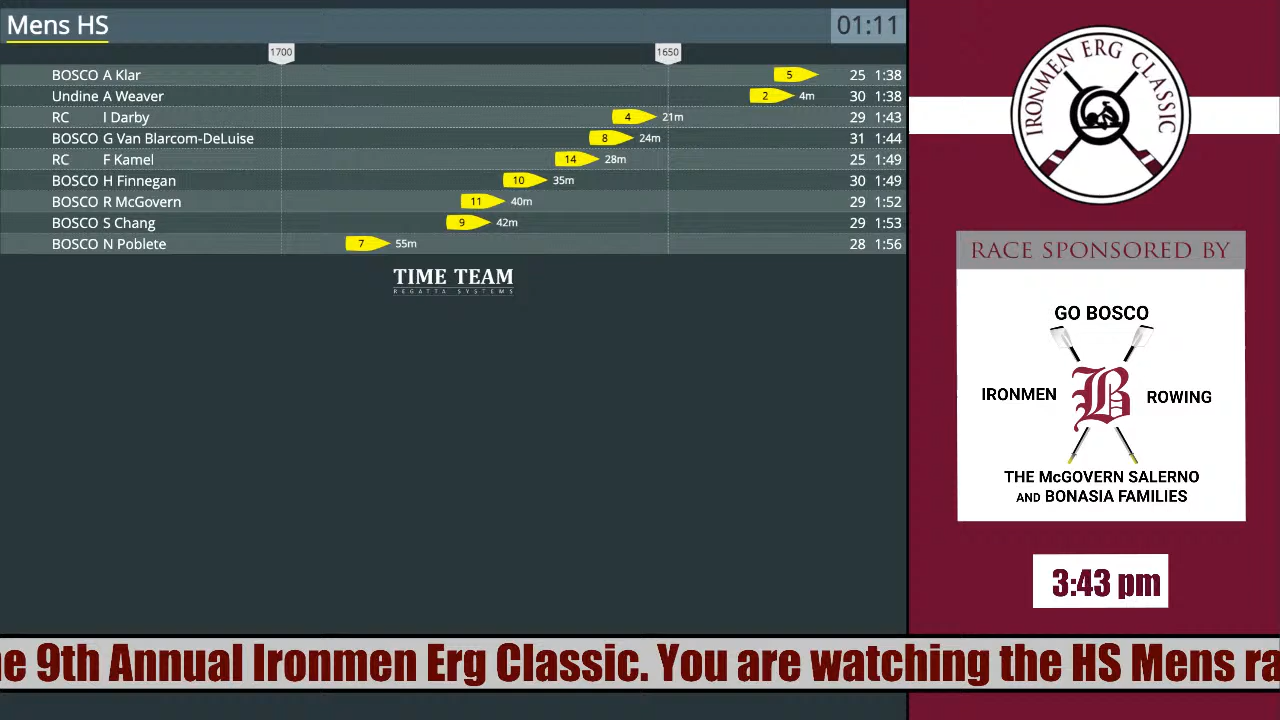 Mens HS
01:11
1700
1650
BOSCO A Klar 5 25 1:38
Undine A Weaver 2 4m 30 1:38
RC I Darby 4 21m 29 1:43
BOSCO G Van Blarcom-DeLuise 8 24m 31 1:44
RC F Kamel 14 28m 25 1:49
BOSCO H Finnegan 10 35m 30 1:49
BOSCO R McGovern 11 40m 29 1:52
BOSCO S Chang 9 42m 29 1:53
BOSCO N Poblete 7 55m 28 1:56
TIME TEAM
REGATTA SYSTEMS
IRONMEN ERG CLASSIC
RACE SPONSORED BY
GO BOSCO
IRONMEN B ROWING
THE McGOVERN SALERNO
AND BONASIA FAMILIES
3:43 pm
he 9th Annual Ironmen Erg Classic. You are watching the HS Mens ra